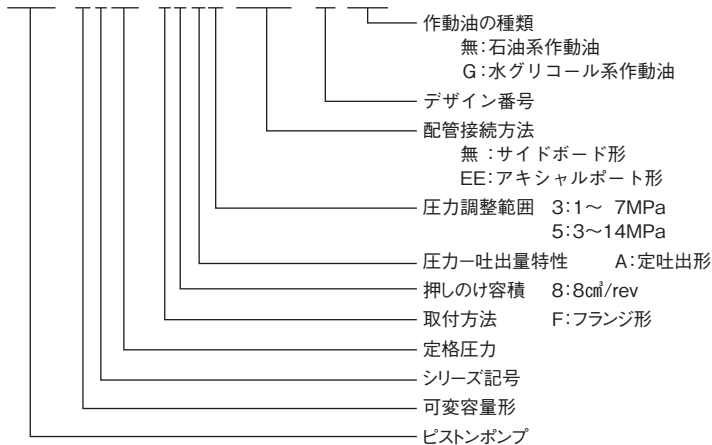 作動油の種類
無:石油系作動油
G:水グリコール系作動油
デザイン番号
配管接続方法
無 :サイドボード形
EE:アキシャルポート形
圧力調整範囲 3:1～ 7MPa
5:3～14MPa
圧力ー吐出量特性 A:定吐出形
押しのけ容積 8:8c㎥/rev
取付方法 F:フランジ形
定格圧力
シリーズ記号
可変容量形
ピストンポンプ